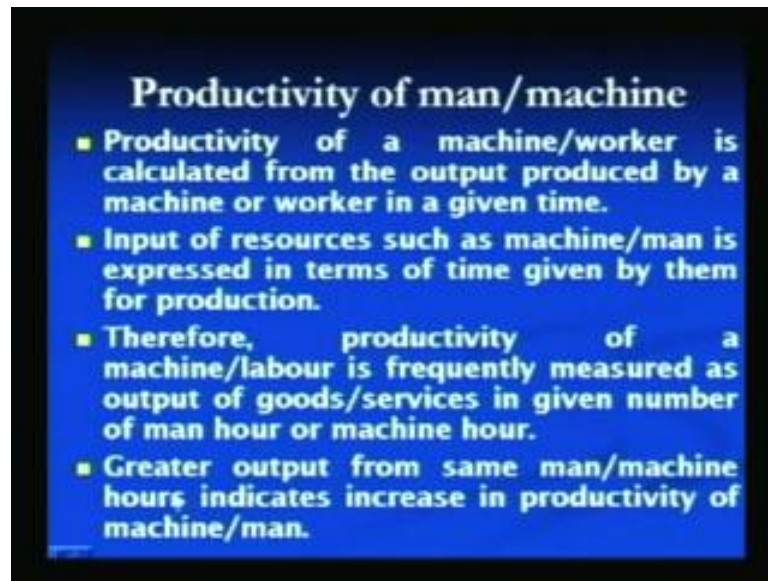 Productivity of man/machine
Productivity of a machine/worker is
calculated from the output produced by a
machine or worker in a given time.
Input of resources such as machine/man is
expressed in terms of time given by them
for production.
Therefore, productivity of a
machine/labour is frequently measured as
output of goods/services in given number
of man hour or machine hour.
Greater output from same man/machine
hours indicates increase in productivity of
machine/man.